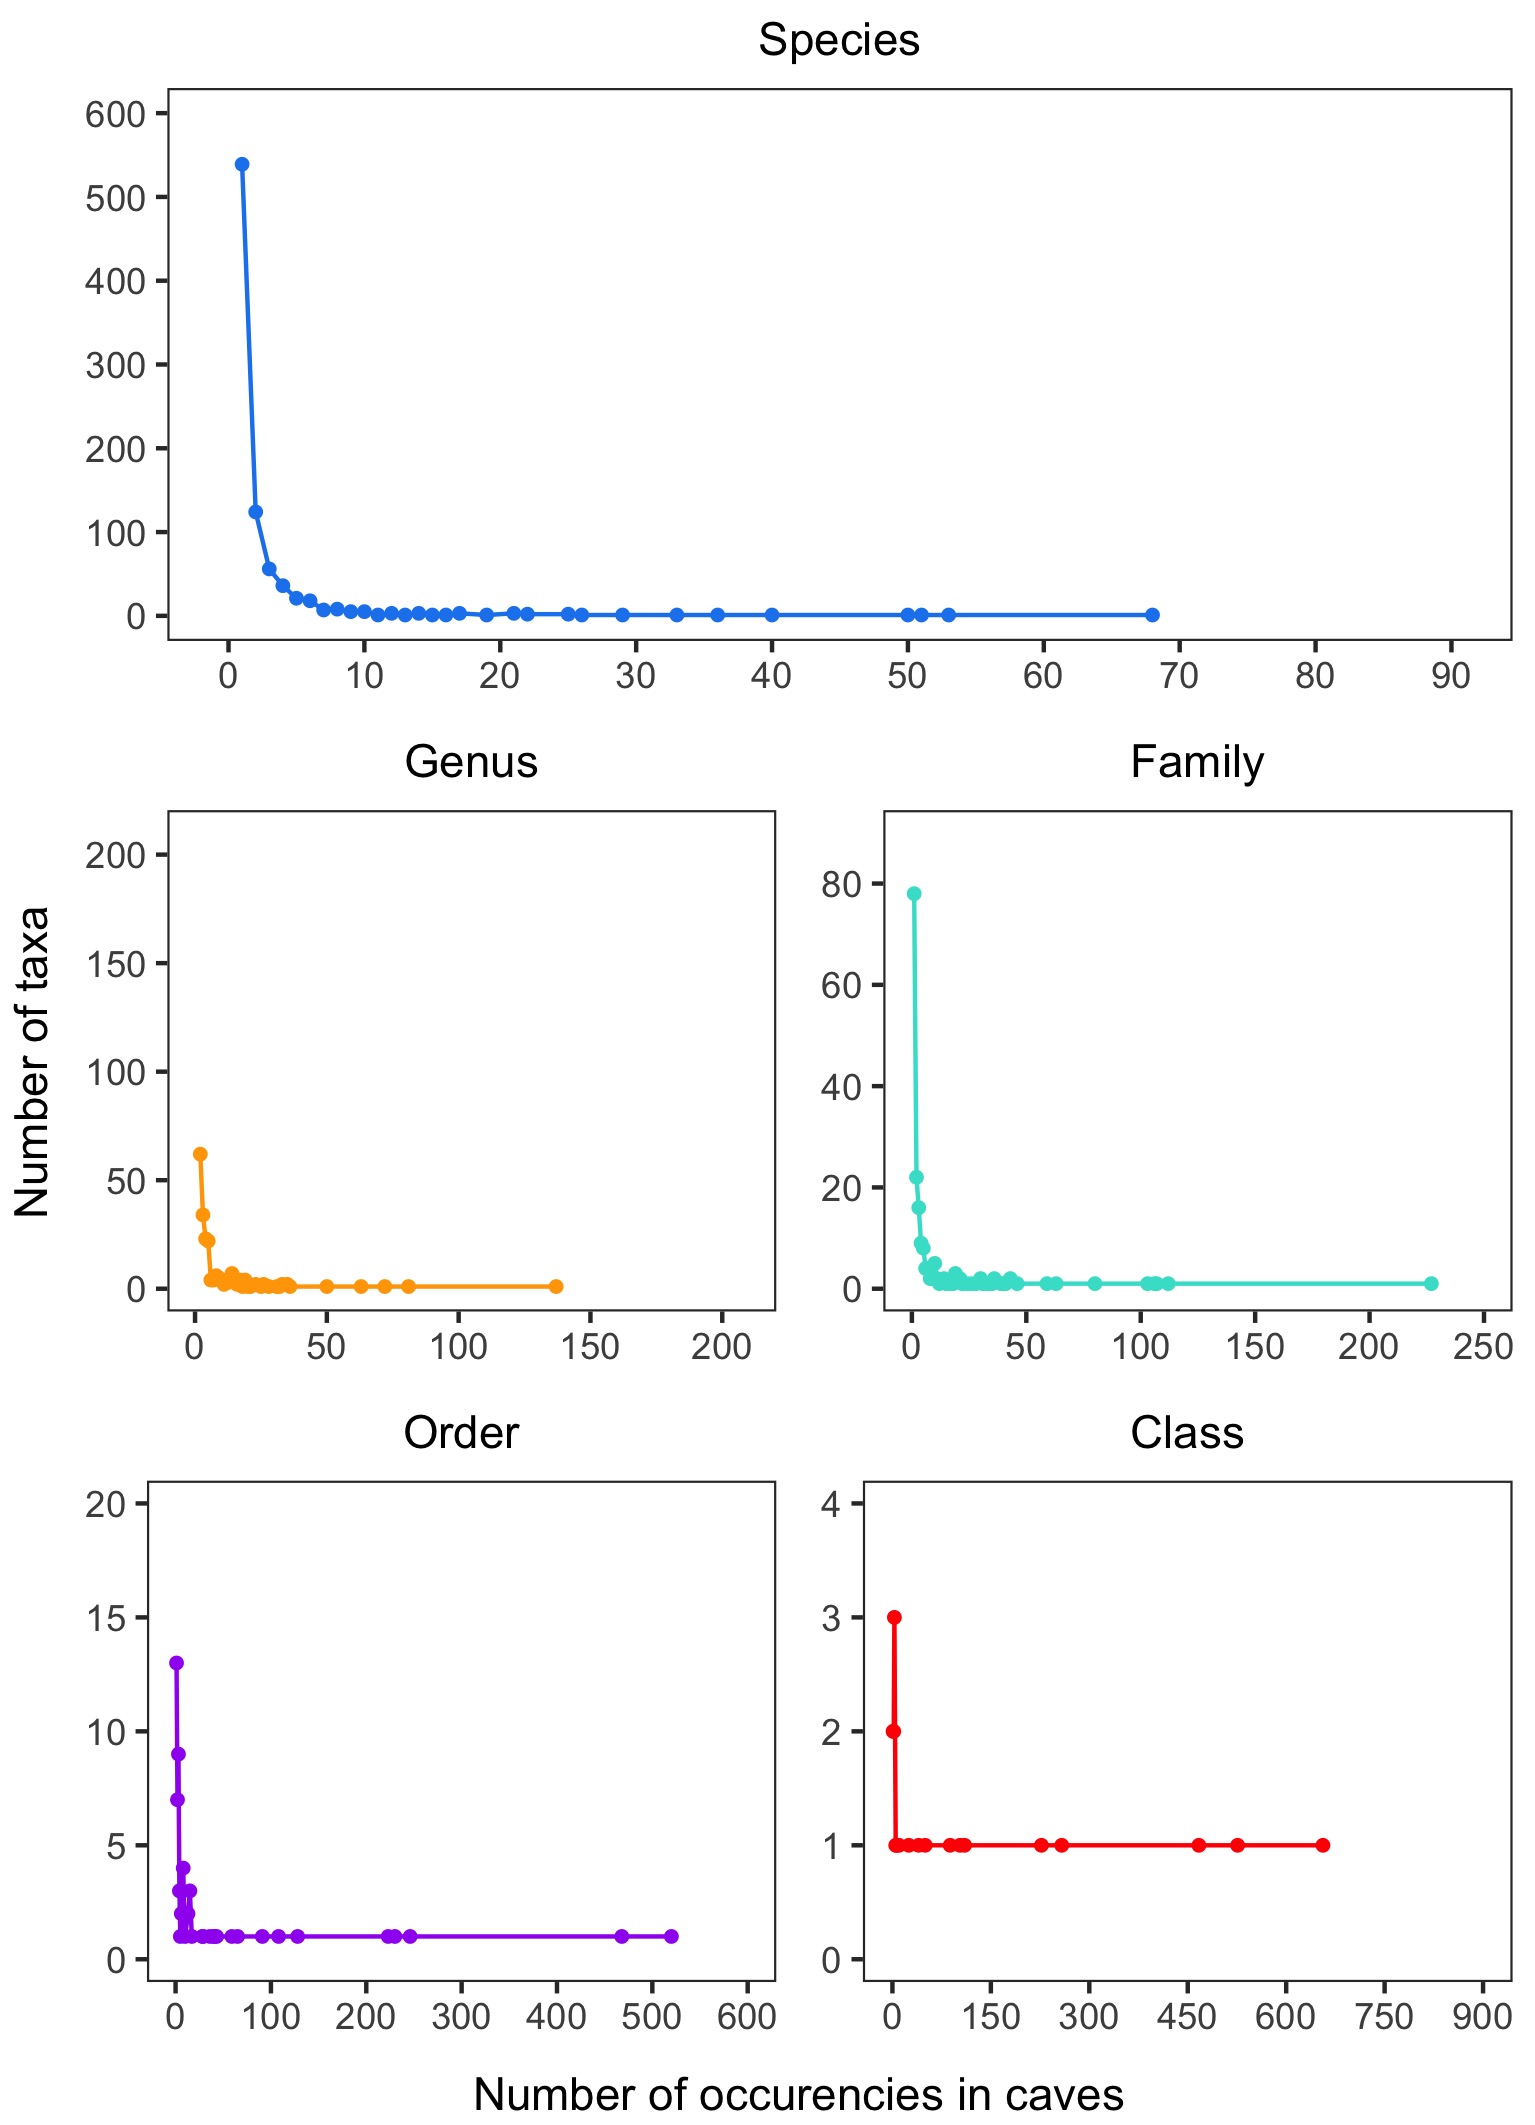 Species
600
500
400
300
200
100
0
0 10 20 30 40 50 60 70 80 90
Number of taxa
Genus
200
150
100
50
0
0 50 100 150 200
Family
80
60
40
20
0
0 50 100 150 200 250
Order
20
15
10
5
0
0 100 200 300 400 500 600
Class
4
3
2
1
0
0 150 300 450 600 750 900
Number of occurencies in caves